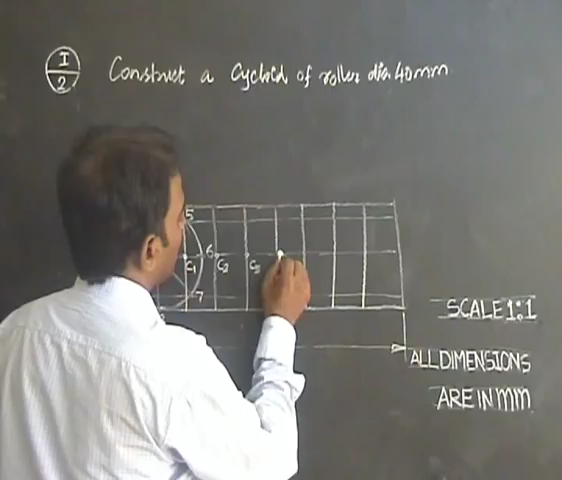 I
2
Construct a Cycloid of roller dia 40mm
5
6
C1 C2 C3
7
SCALE 1:1
ALL DIMENSIONS
ARE IN mm